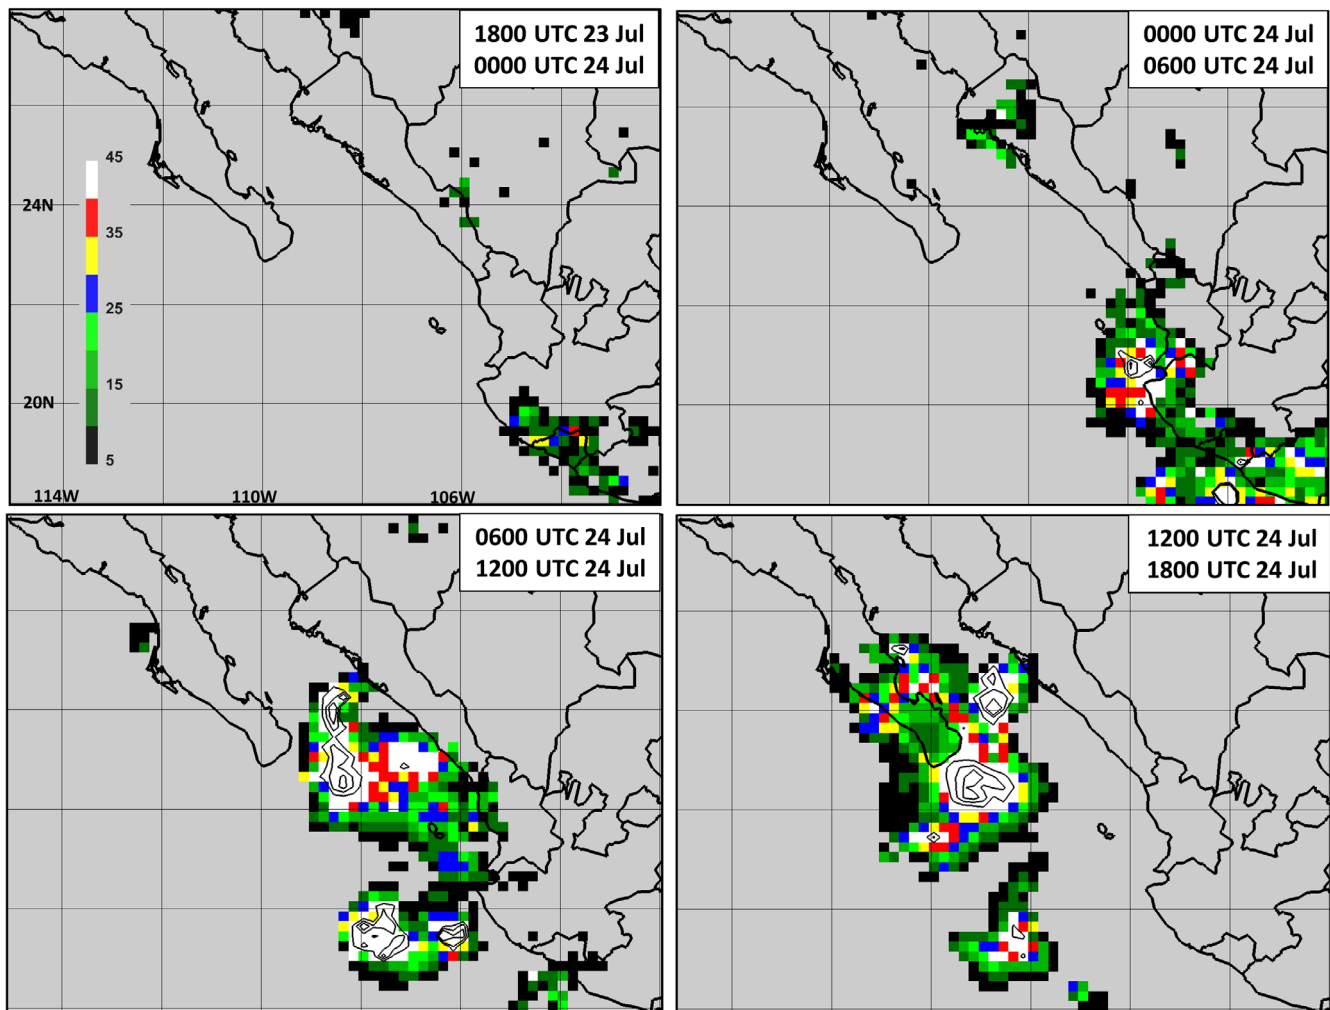 1800 UTC 23 Jul
0000 UTC 24 Jul
0000 UTC 24 Jul
0600 UTC 24 Jul
45
35
25
15
5
24N
20N
114W
110W
106W
0600 UTC 24 Jul
1200 UTC 24 Jul
1200 UTC 24 Jul
1800 UTC 24 Jul